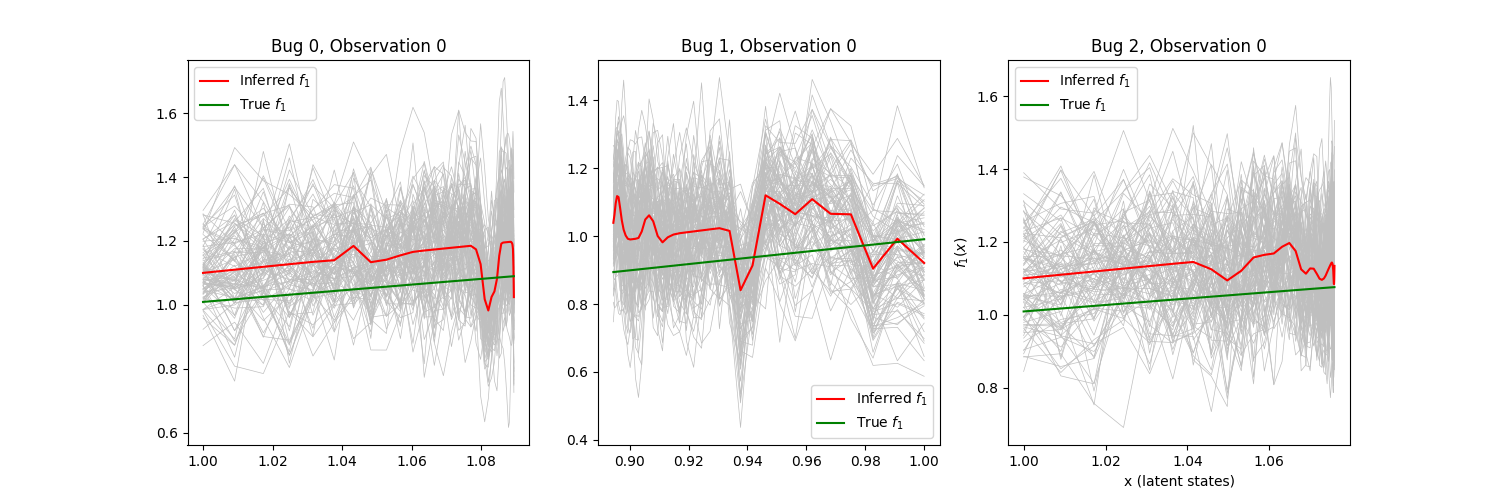 Bug 0, Observation 0
Inferred f₁
True f₁
1.6
1.4
1.2
1.0
0.8
0.6
1.00 1.02 1.04 1.06 1.08
Bug 1, Observation 0
1.4
1.2
1.0
0.8
0.6
0.4
Inferred f₁
True f₁
0.90 0.92 0.94 0.96 0.98 1.00
Bug 2, Observation 0
Inferred f₁
True f₁
f₁(x)
1.6
1.4
1.2
1.0
0.8
1.00 1.02 1.04 1.06
x (latent states)